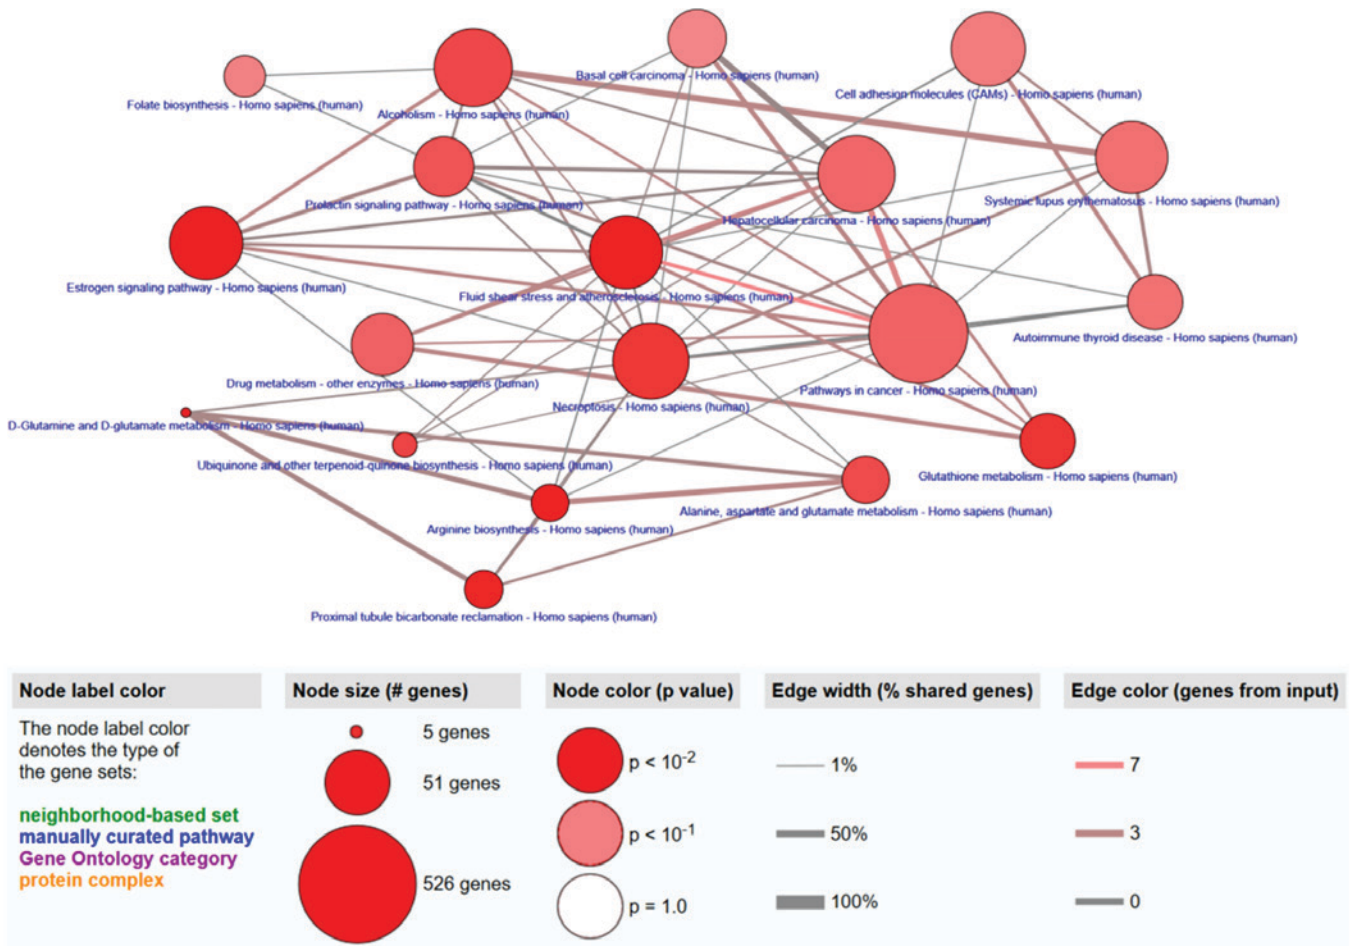 Folate biosynthesis - Homo sapiens (human)
Alcoholism - Homo sapiens (human)
Basal cell carcinoma - Homo sapiens (human)
Cell adhesion molecules (CAMs) - Homo sapiens (human)
Prolactin signaling pathway - Homo sapiens (human)
Hepatocellular carcinoma - Homo sapiens (human)
Systemic lupus erythematosus - Homo sapiens (human)
Estrogen signaling pathway - Homo sapiens (human)
Fluid shear stress and atherosclerosis - Homo sapiens (human)
Autoimmune thyroid disease - Homo sapiens (human)
Drug metabolism - other enzymes - Homo sapiens (human)
Pathways in cancer - Homo sapiens (human)
Necroptosis - Homo sapiens (human)
D-Glutamine and D-glutamate metabolism - Homo sapiens (human)
Ubiquinone and other terpenoid-quinone biosynthesis - Homo sapiens (human)
Glutathione metabolism - Homo sapiens (human)
Alanine, aspartate and glutamate metabolism - Homo sapiens (human)
Arginine biosynthesis - Homo sapiens (human)
Proximal tubule bicarbonate reclamation - Homo sapiens (human)
Node label color
The node label color
denotes the type of
the gene sets:
neighborhood-based set
manually curated pathway
Gene Ontology category
protein complex
Node size (# genes)
5 genes
51 genes
526 genes
Node color (p value)
p < 10⁻²
p < 10⁻¹
p = 1.0
Edge width (% shared genes)
1%
50%
100%
Edge color (genes from input)
7
3
0